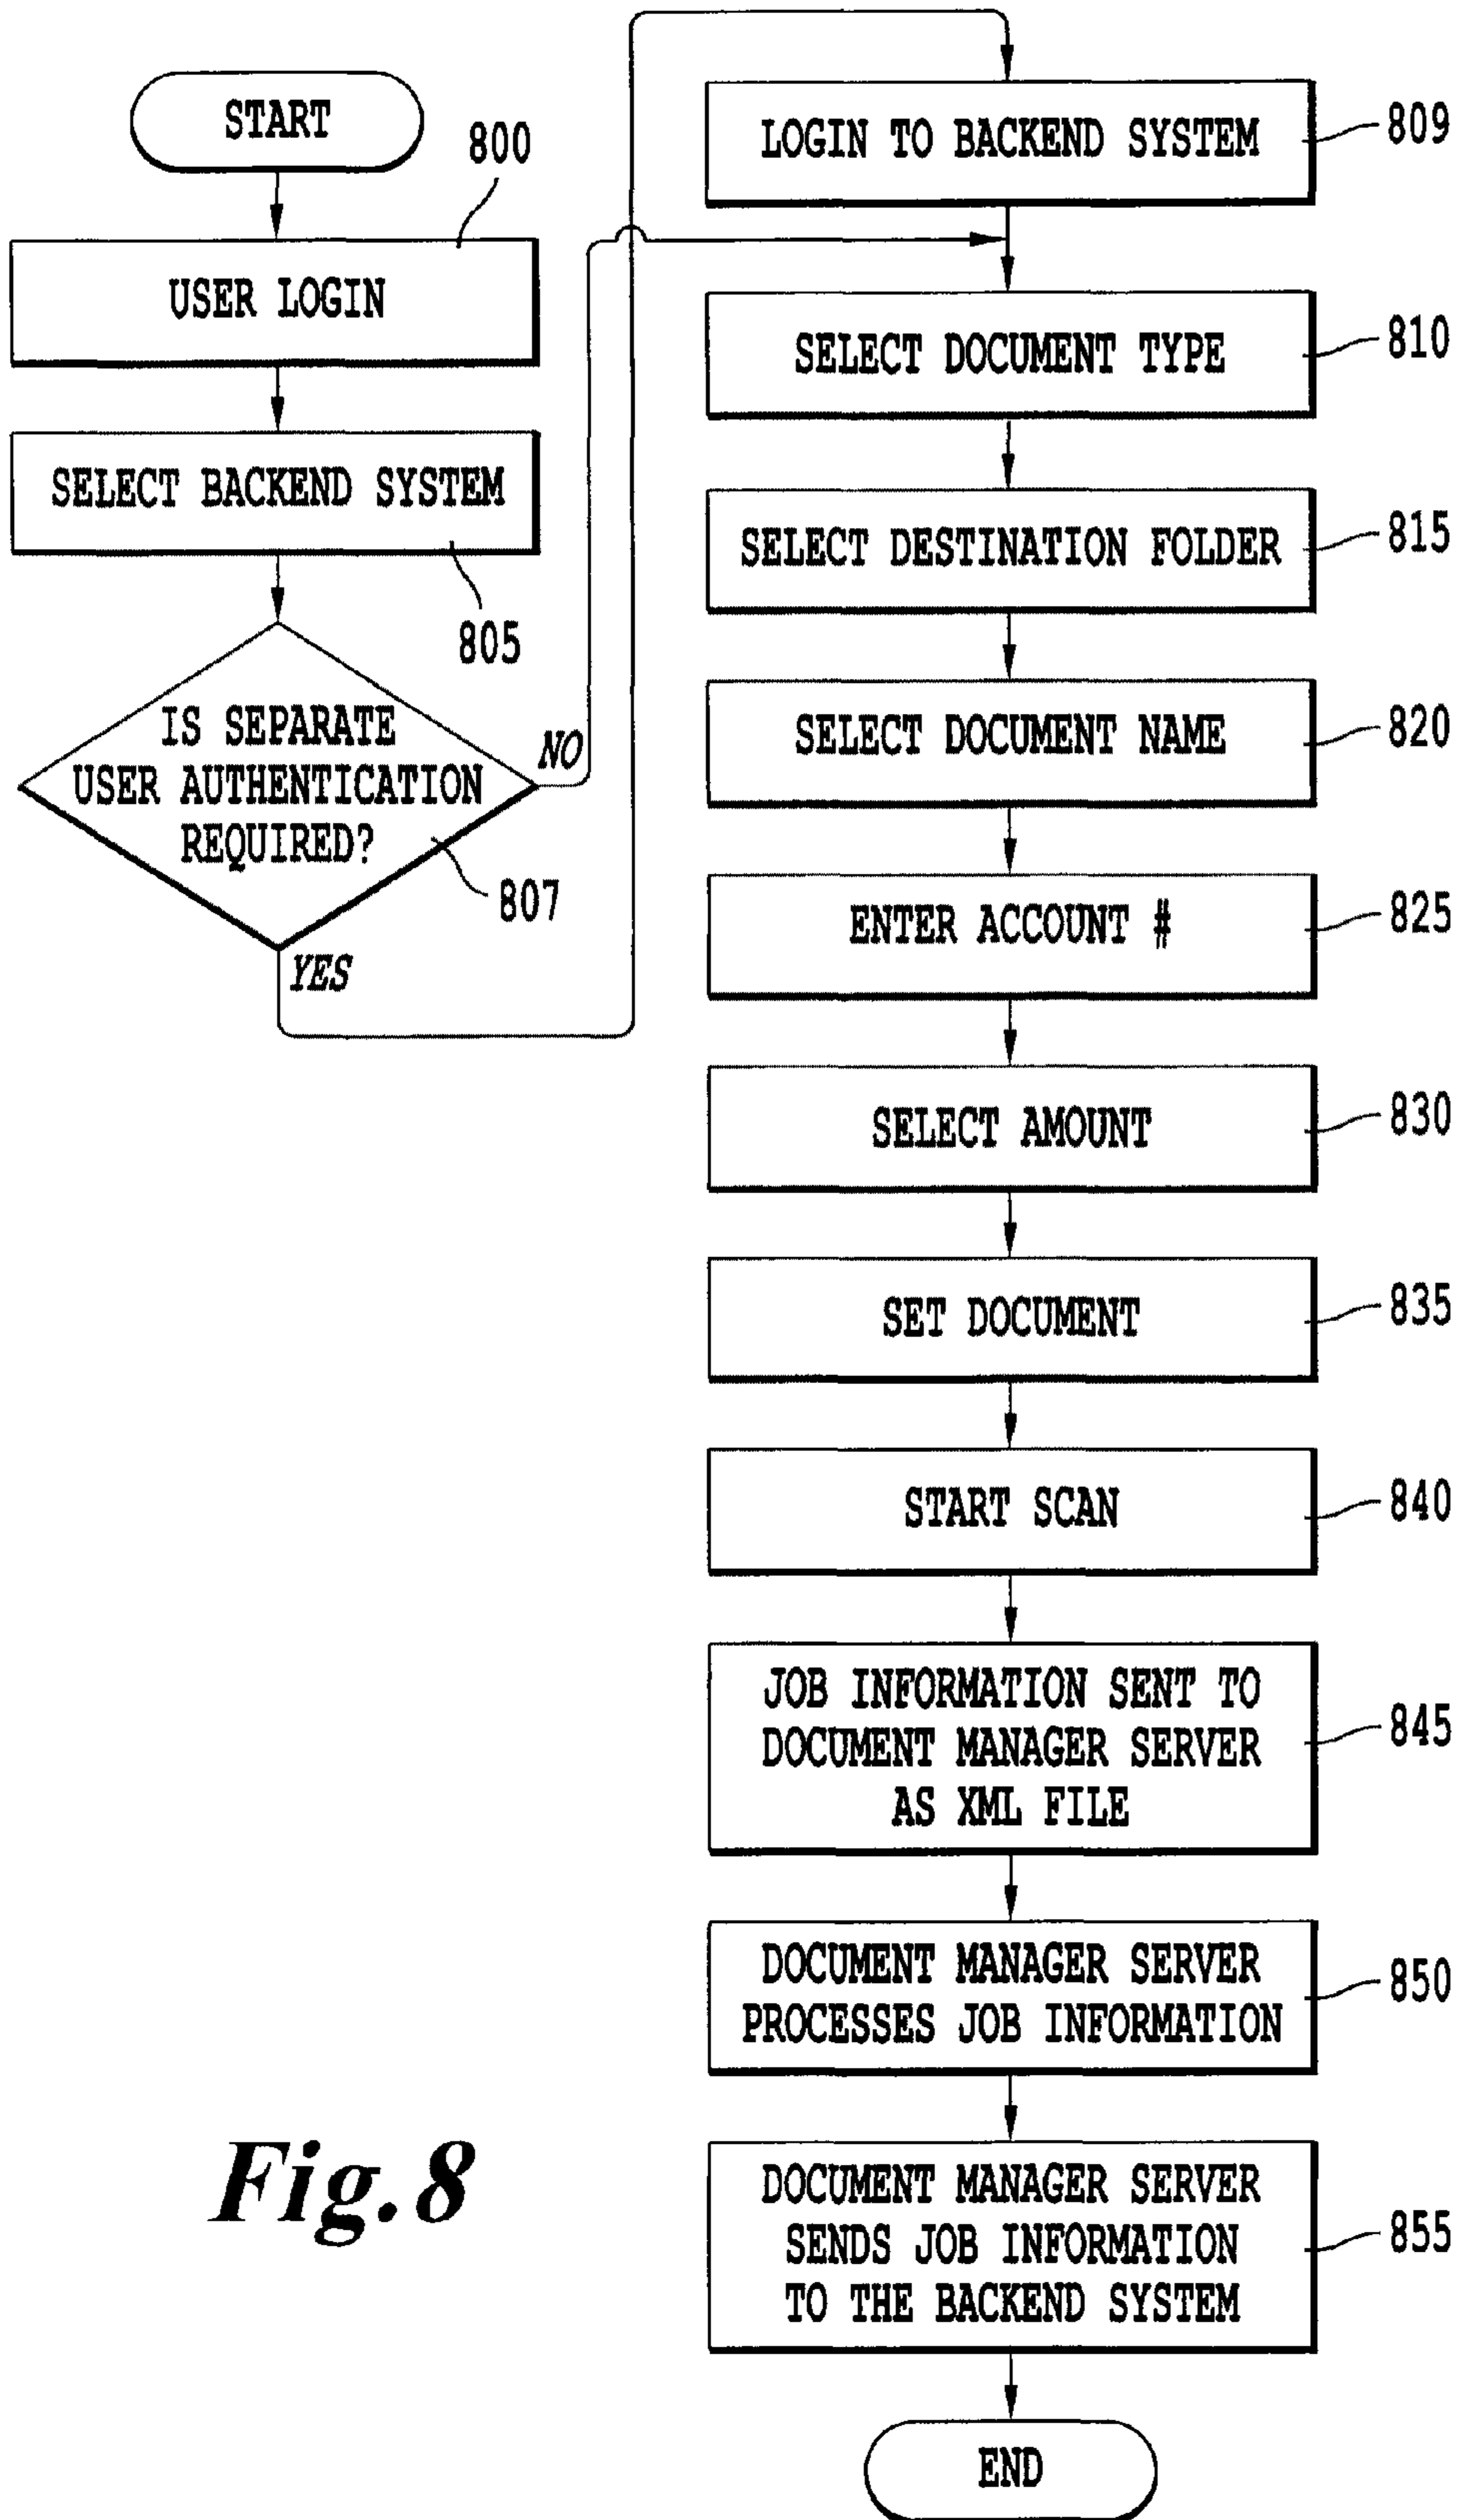 START
800
USER LOGIN
SELECT BACKEND SYSTEM
805
IS SEPARATE
USER AUTHENTICATION
REQUIRED?
NO
807
YES
LOGIN TO BACKEND SYSTEM
809
SELECT DOCUMENT TYPE
810
SELECT DESTINATION FOLDER
815
SELECT DOCUMENT NAME
820
ENTER ACCOUNT #
825
SELECT AMOUNT
830
SET DOCUMENT
835
START SCAN
840
JOB INFORMATION SENT TO
DOCUMENT MANAGER SERVER
AS XML FILE
845
DOCUMENT MANAGER SERVER
PROCESSES JOB INFORMATION
850
DOCUMENT MANAGER SERVER
SENDS JOB INFORMATION
TO THE BACKEND SYSTEM
855
END
Fig.8